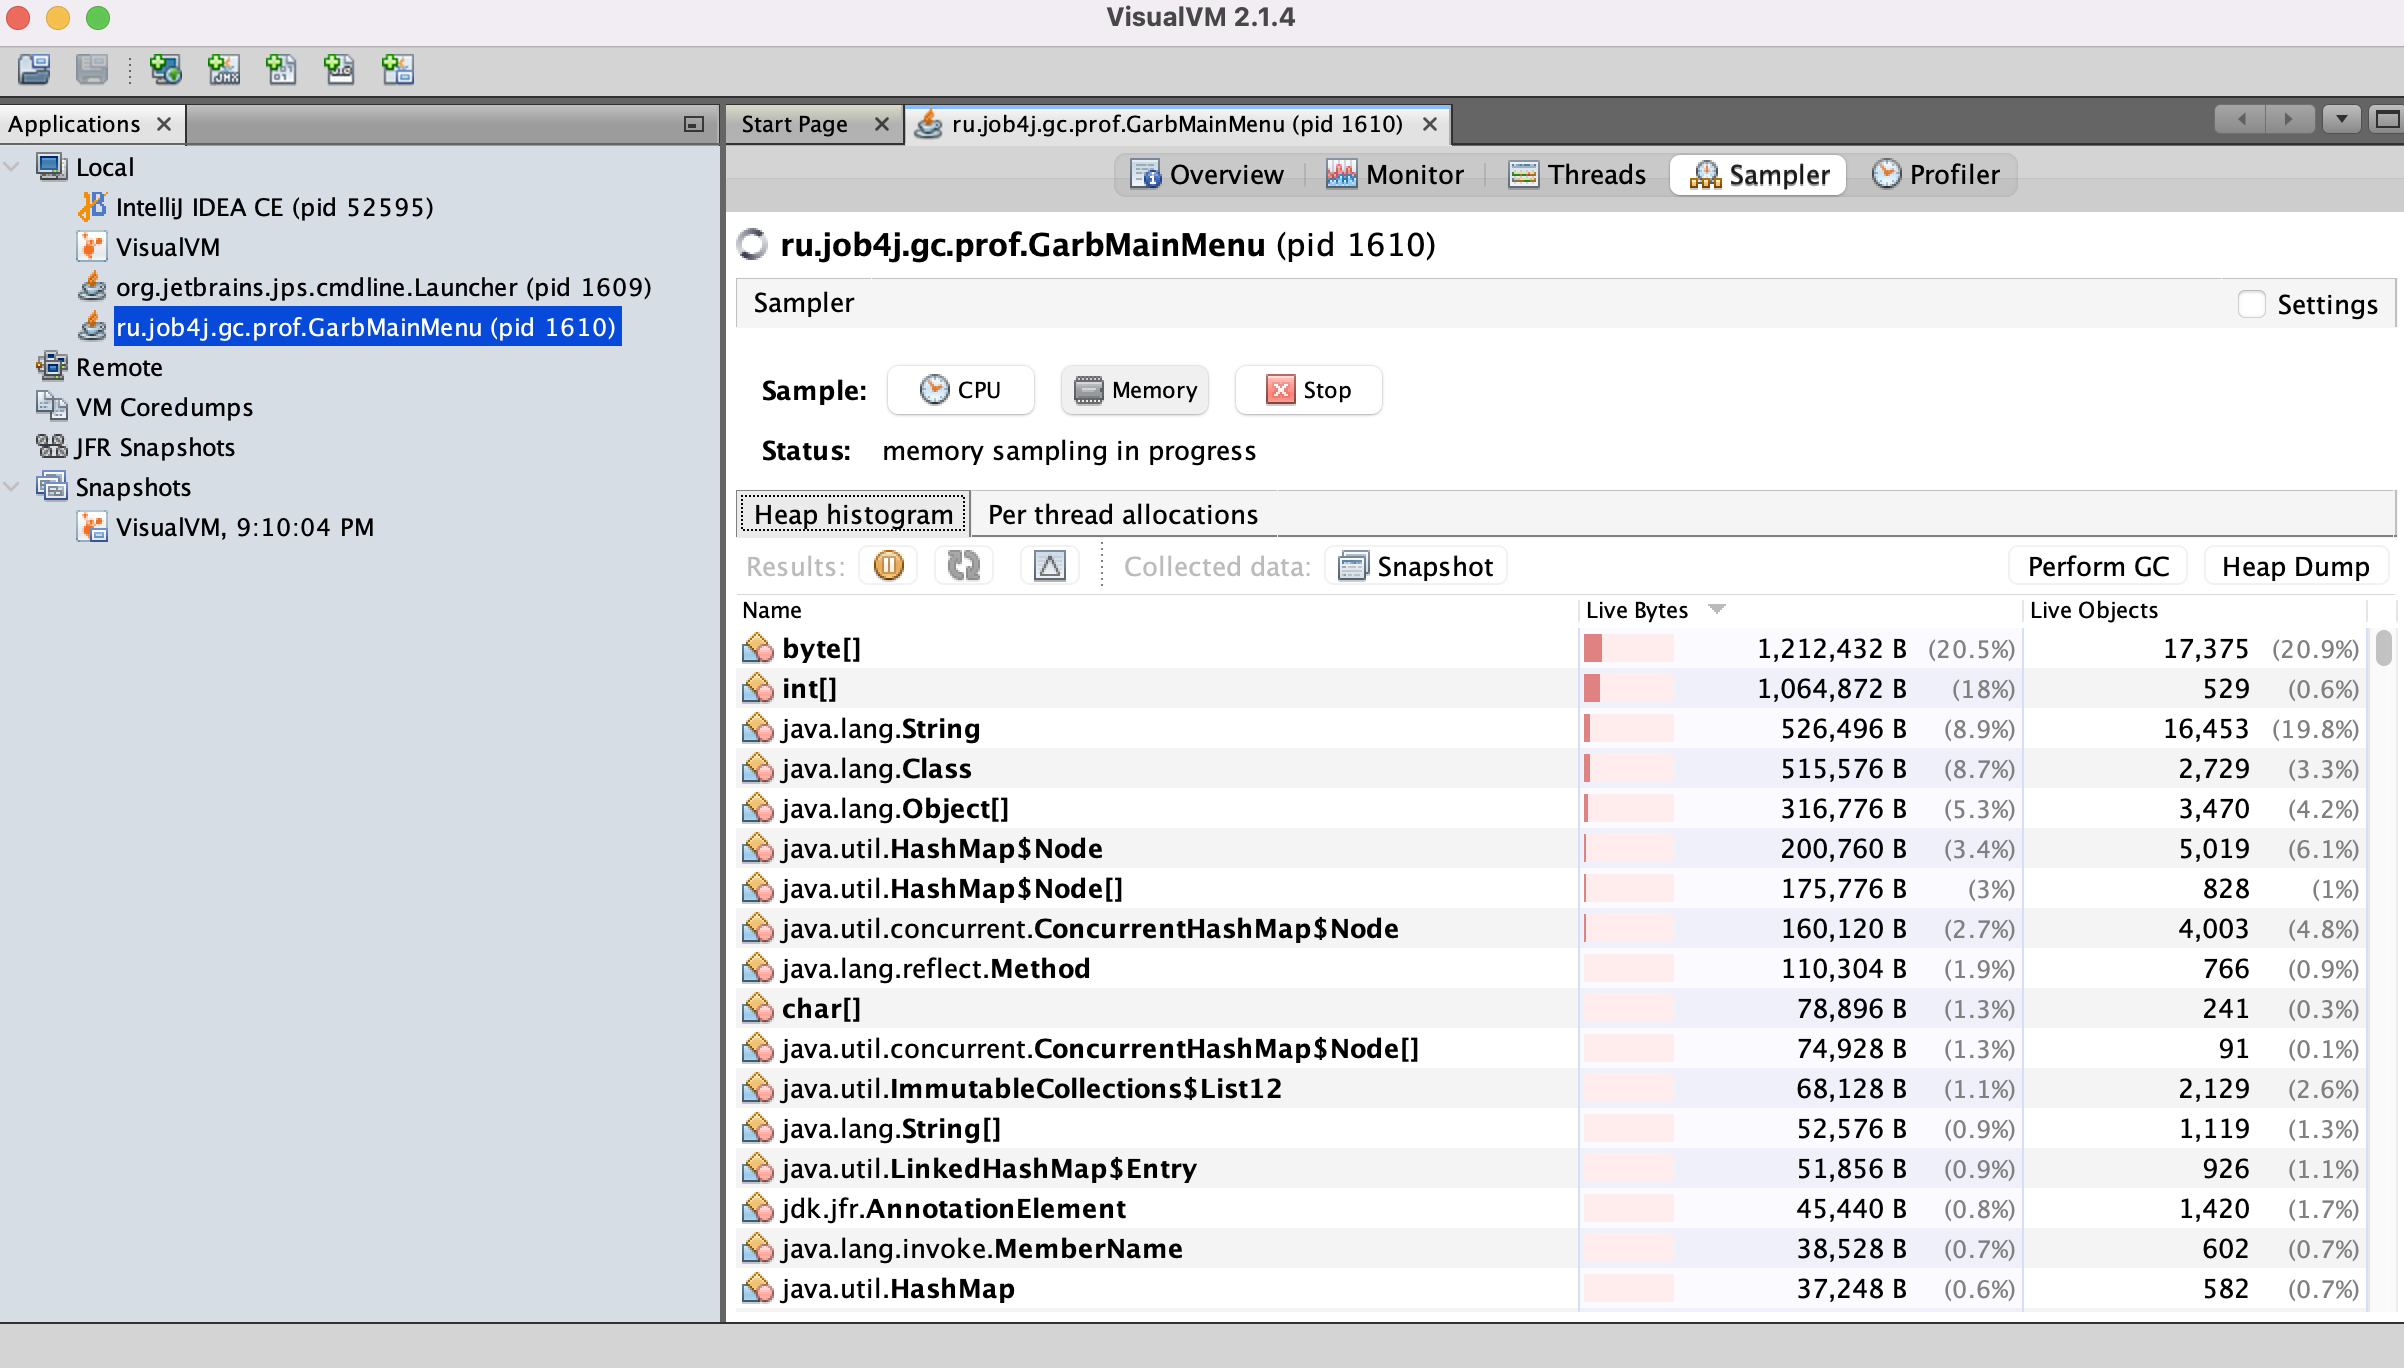 VisualVM 2.1.4
Applications
Local
IntelliJ IDEA CE (pid 52595)
VisualVM
org.jetbrains.jps.cmdline.Launcher (pid 1609)
ru.job4j.gc.prof.GarbMainMenu (pid 1610)
Remote
VM Coredumps
JFR Snapshots
Snapshots
VisualVM, 9:10:04 PM
Start Page
ru.job4j.gc.prof.GarbMainMenu (pid 1610)
Overview Monitor Threads Sampler Profiler
ru.job4j.gc.prof.GarbMainMenu (pid 1610)
Sampler Settings
Sample: CPU Memory Stop
Status: memory sampling in progress
Heap histogram Per thread allocations
Results: Collected data: Snapshot Perform GC Heap Dump
Name Live Bytes Live Objects
byte[] 1,212,432 B (20.5%) 17,375 (20.9%)
int[] 1,064,872 B (18%) 529 (0.6%)
java.lang.String 526,496 B (8.9%) 16,453 (19.8%)
java.lang.Class 515,576 B (8.7%) 2,729 (3.3%)
java.lang.Object[] 316,776 B (5.3%) 3,470 (4.2%)
java.util.HashMap$Node 200,760 B (3.4%) 5,019 (6.1%)
java.util.HashMap$Node[] 175,776 B (3%) 828 (1%)
java.util.concurrent.ConcurrentHashMap$Node 160,120 B (2.7%) 4,003 (4.8%)
java.lang.reflect.Method 110,304 B (1.9%) 766 (0.9%)
char[] 78,896 B (1.3%) 241 (0.3%)
java.util.concurrent.ConcurrentHashMap$Node[] 74,928 B (1.3%) 91 (0.1%)
java.util.ImmutableCollections$List12 68,128 B (1.1%) 2,129 (2.6%)
java.lang.String[] 52,576 B (0.9%) 1,119 (1.3%)
java.util.LinkedHashMap$Entry 51,856 B (0.9%) 926 (1.1%)
jdk.jfr.AnnotationElement 45,440 B (0.8%) 1,420 (1.7%)
java.lang.invoke.MemberName 38,528 B (0.7%) 602 (0.7%)
java.util.HashMap 37,248 B (0.6%) 582 (0.7%)